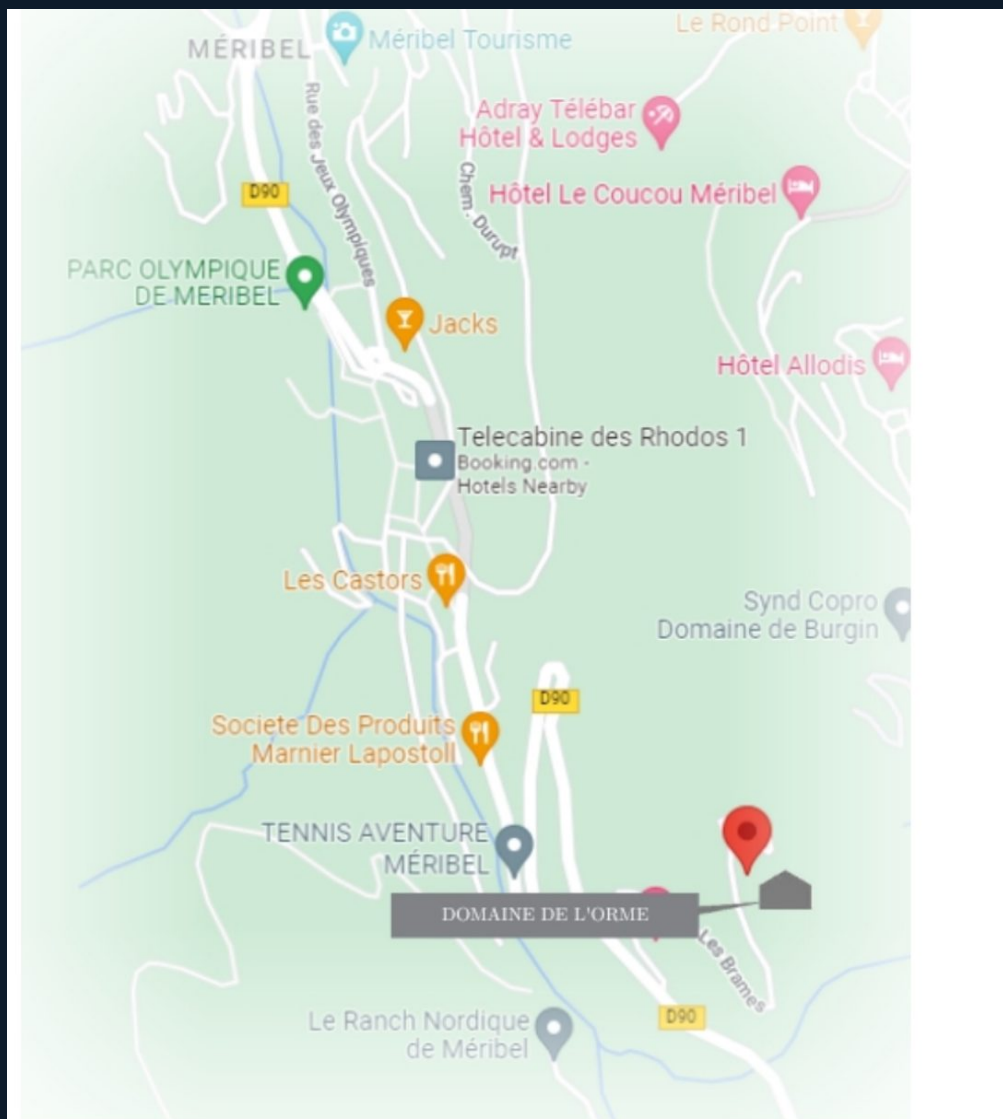 Le Rond Point
MÉRIBEL
Méribel Tourisme
Rue des Jeux Olympiques
Adray Télébar
Hôtel & Lodges
Chem. Durupt
D90
Hôtel Le Coucou Méribel
PARC OLYMPIQUE
DE MERIBEL
Jacks
Hôtel Allodis
Telecabine des Rhodos 1
Booking.com -
Hotels Nearby
Les Castors
Synd Copro
Domaine de Burgin
D90
Societe Des Produits
Marnier Lapostoll
TENNIS AVENTURE
MÉRIBEL
DOMAINE DE L'ORME
Les Brames
Le Ranch Nordique
de Méribel
D90